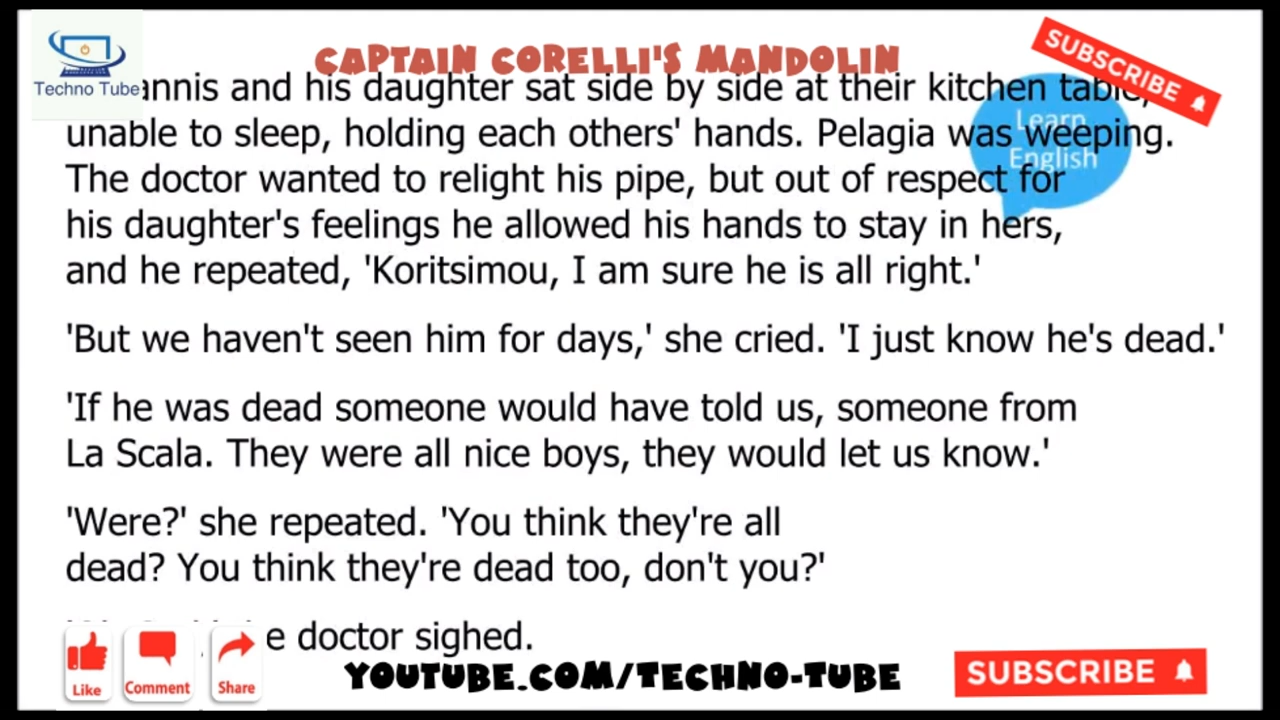 CAPTAIN CORELLI'S MANDOLIN
SUBSCRIBE
Techno Tube
annis and his daughter sat side by side at their kitchen table,
Learn
English
unable to sleep, holding each others' hands. Pelagia was weeping.
The doctor wanted to relight his pipe, but out of respect for
his daughter's feelings he allowed his hands to stay in hers,
and he repeated, 'Koritsimou, I am sure he is all right.'
'But we haven't seen him for days,' she cried. 'I just know he's dead.'
'If he was dead someone would have told us, someone from
La Scala. They were all nice boys, they would let us know.'
'Were?' she repeated. 'You think they're all
dead? You think they're dead too, don't you?'
e doctor sighed.
Like
Comment
Share
YOUTUBE.COM/TECHNO-TUBE
SUBSCRIBE